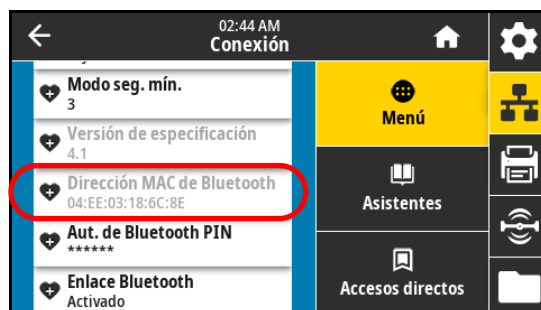 02:44 AM
Conexión
Modo seg. mín.
3
Versión de especificación
4.1
Dirección MAC de Bluetooth
04:EE:03:18:6C:8E
Aut. de Bluetooth PIN
******
Enlace Bluetooth
Activado
Menú
Asistentes
Accesos directos